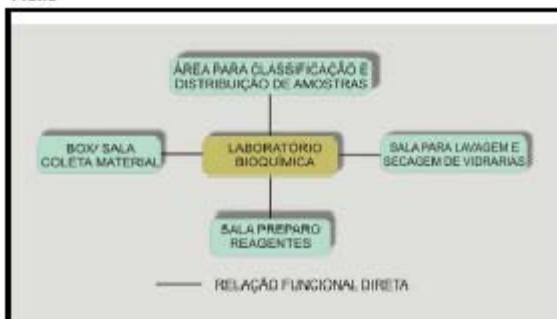 ÁREA PARA CLASSIFICAÇÃO E
DISTRIBUIÇÃO DE AMOSTRAS
BOX/ SALA
COLETA MATERIAL
LABORATÓRIO
BIOQUÍMICA
SALA PARA LAVAGEM E
SECAGEM DE VIDRARIAS
SALA PREPARO
REAGENTES
RELAÇÃO FUNCIONAL DIRETA